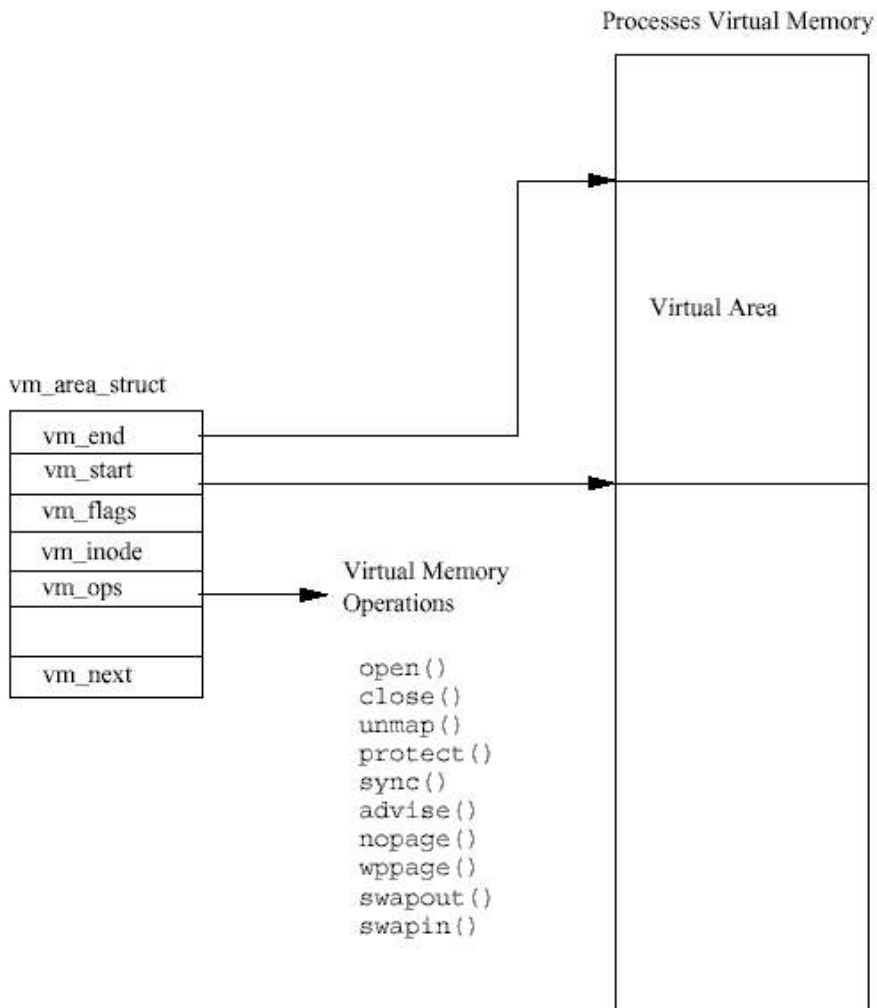 Processes Virtual Memory
Virtual Area
vm_area_struct
vm_end
vm_start
vm_flags
vm_inode
vm_ops
vm_next
Virtual Memory
Operations
open()
close()
unmap()
protect()
sync()
advise()
nopage()
wppage()
swapout()
swapin()